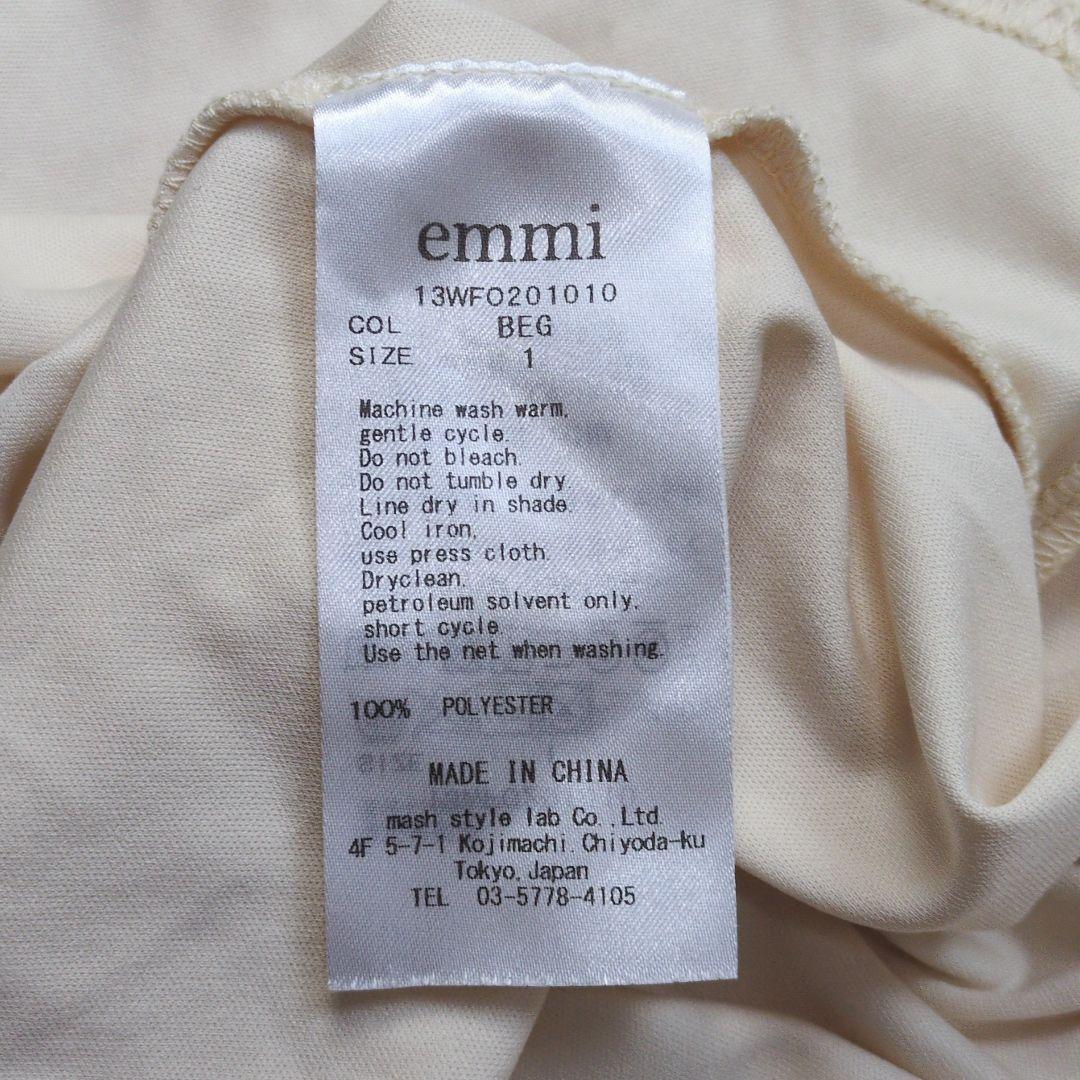 emmi
13WFO201010
COL BEG
SIZE 1
Machine wash warm,
gentle cycle.
Do not bleach.
Do not tumble dry
Line dry in shade.
Cool iron,
use press cloth.
Dryclean.
petroleum solvent only.
short cycle.
Use the net when washing.
100% POLYESTER
MADE IN CHINA
mash style lab Co.,Ltd.
4F 5-7-1 Kojimachi, Chiyoda-ku
Tokyo, Japan
TEL 03-5778-4105